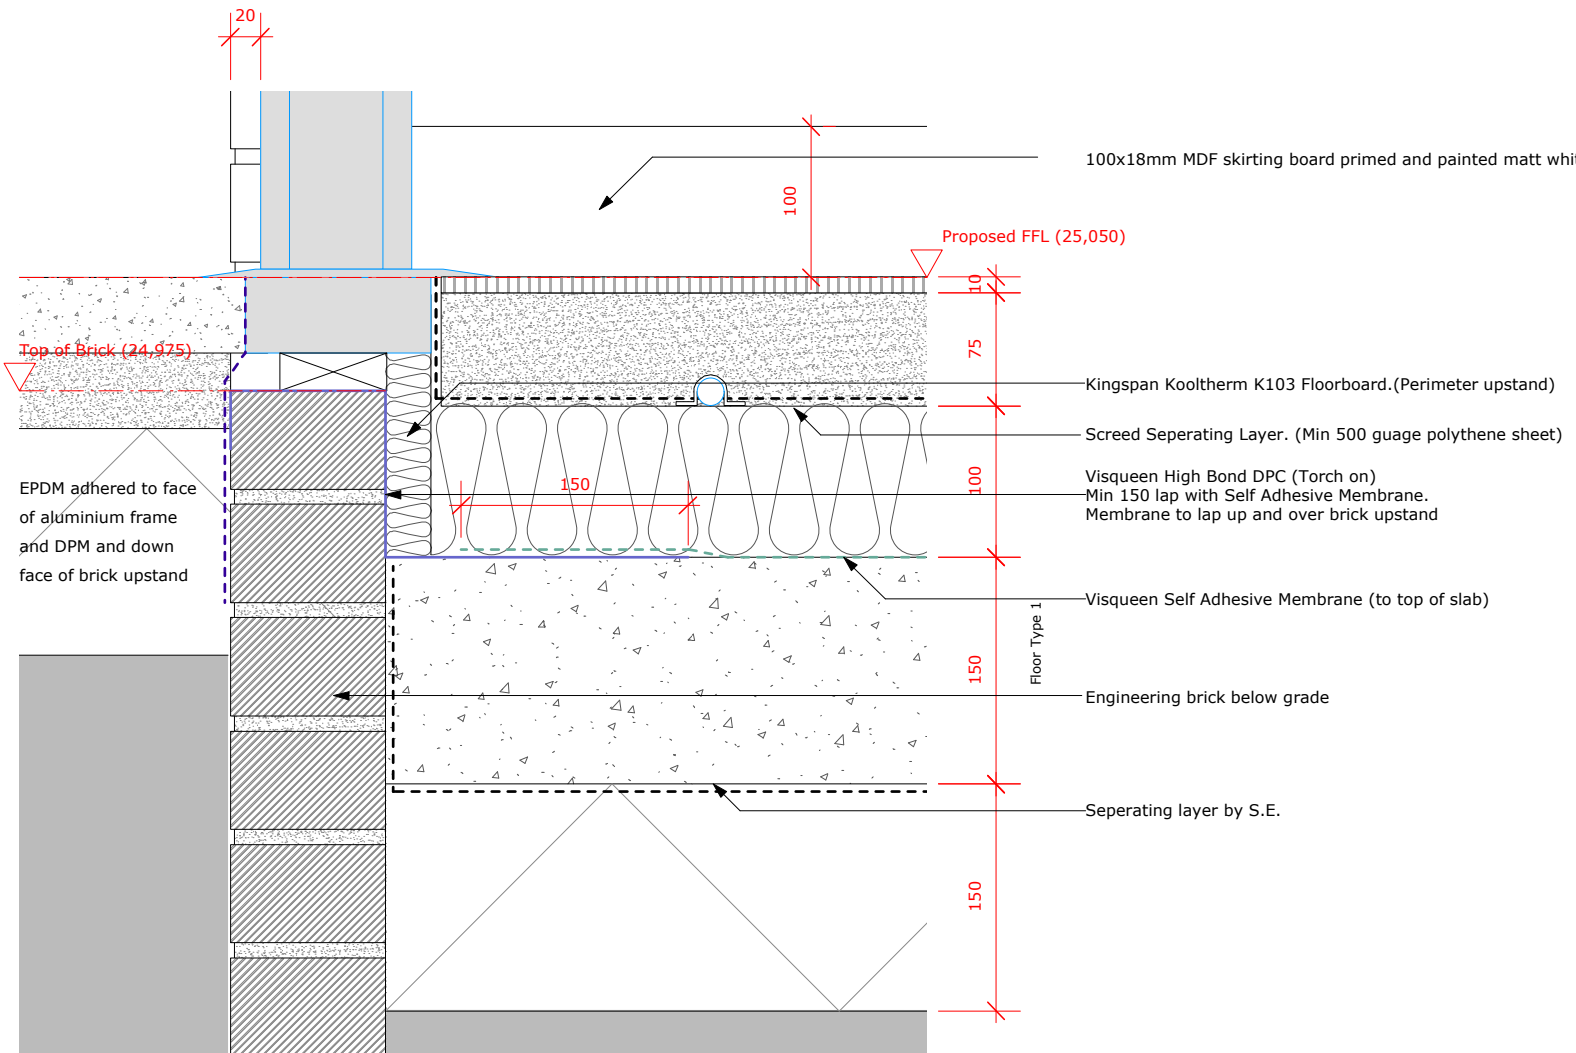 20
100x18mm MDF skirting board primed and painted matt
100
Proposed FFL (25,050)
10
Top of Brick (24,975)
75
Kingspan Kooltherm K103 Floorboard.(Perimeter upstand)
Screed Seperating Layer. (Min 500 guage polythene sheet)
150
100
Visqueen High Bond DPC (Torch on)
Min 150 lap with Self Adhesive Membrane.
Membrane to lap up and over brick upstand
EPDM adhered to face
of aluminium frame
and DPM and down
face of brick upstand
Visqueen Self Adhesive Membrane (to top of slab)
Floor Type 1
150
Engineering brick below grade
Seperating layer by S.E.
150